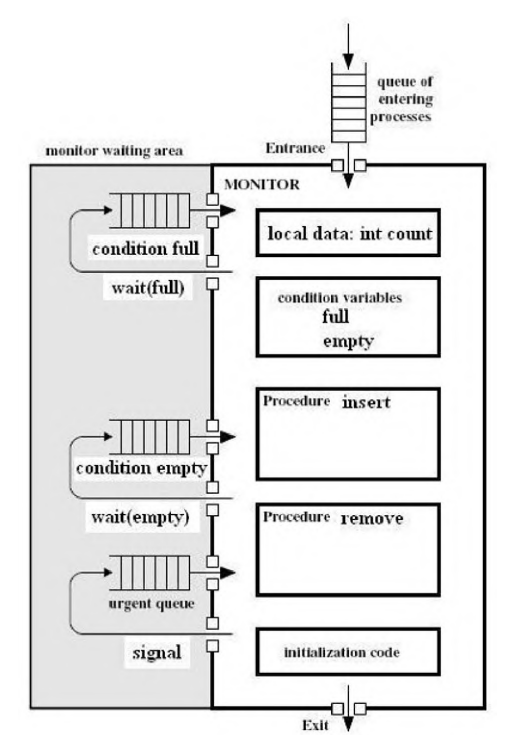 queue of
entering
processes
Entrance
monitor waiting area
MONITOR
local data: int count
condition full
wait(full)
condition variables
full
empty
Procedure insert
condition empty
wait(empty)
Procedure remove
urgent queue
signal
initialization code
Exit